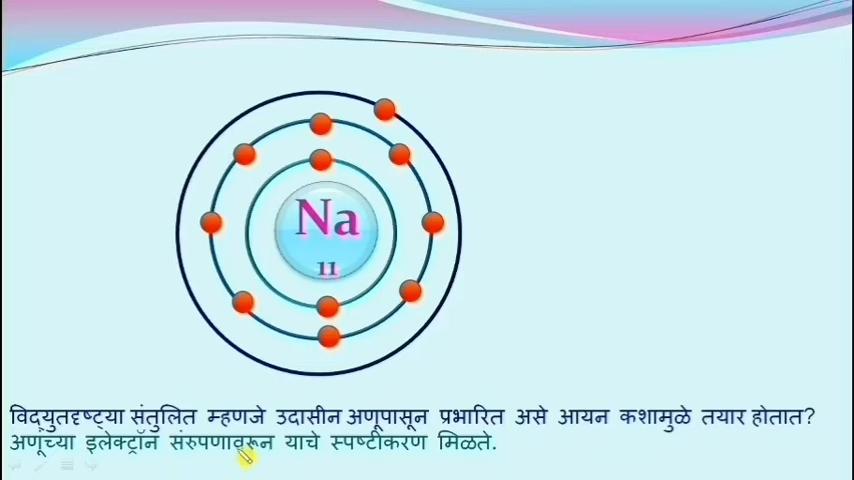 Na
11
विद्युतदृष्ट्या संतुलित म्हणजे उदासीन अणूपासून प्रभारित असे आयन कशामुळे तयार होतात?
अणूच्या इलेक्ट्रॉन संरुपणावरून याचे स्पष्टीकरण मिळते.